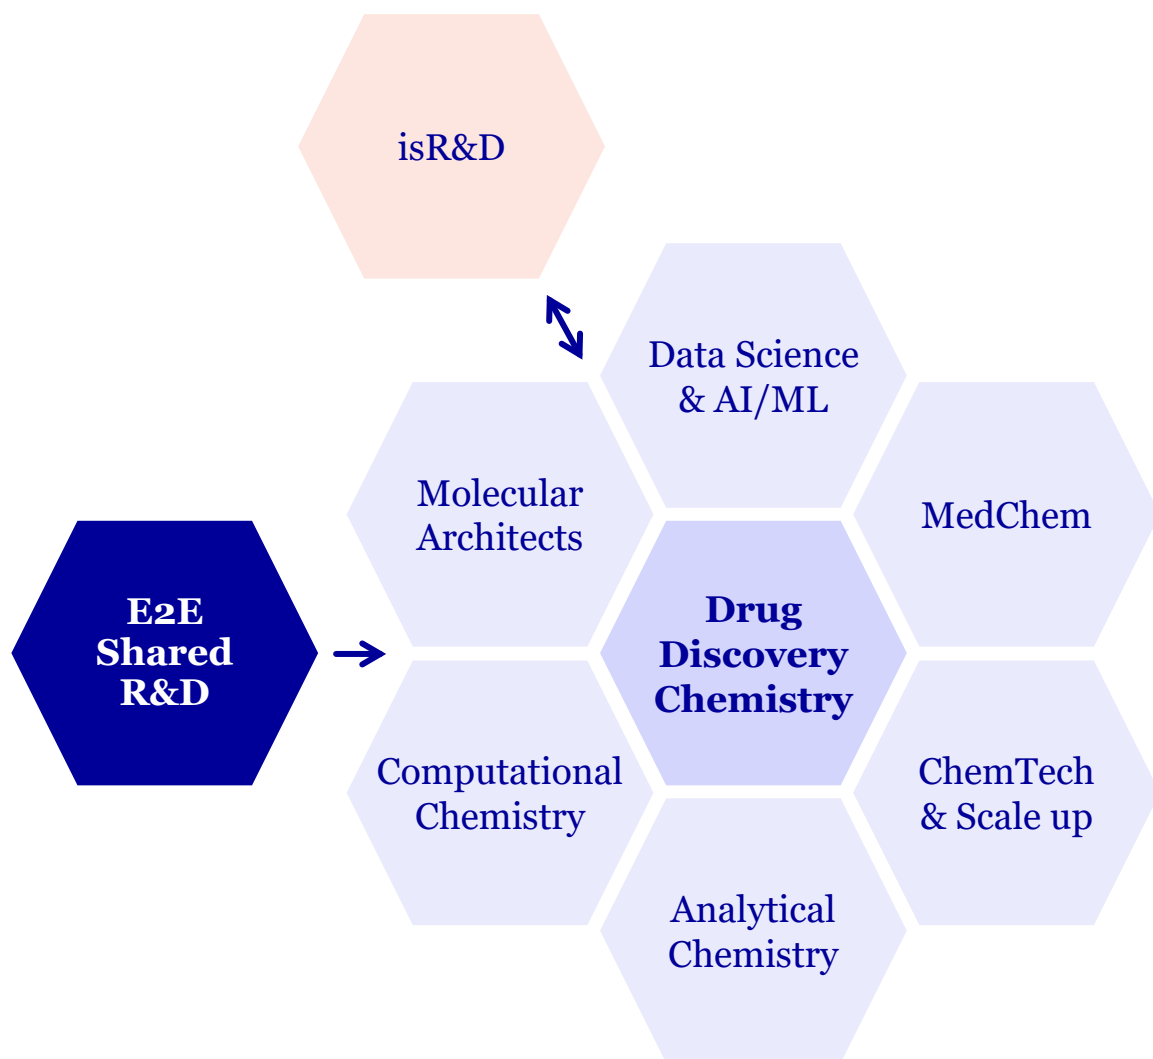 isR&D
Data Science
& AI/ML
Molecular
Architects
MedChem
E2E
Shared
R&D
Drug
Discovery
Chemistry
Computational
Chemistry
ChemTech
& Scale up
Analytical
Chemistry